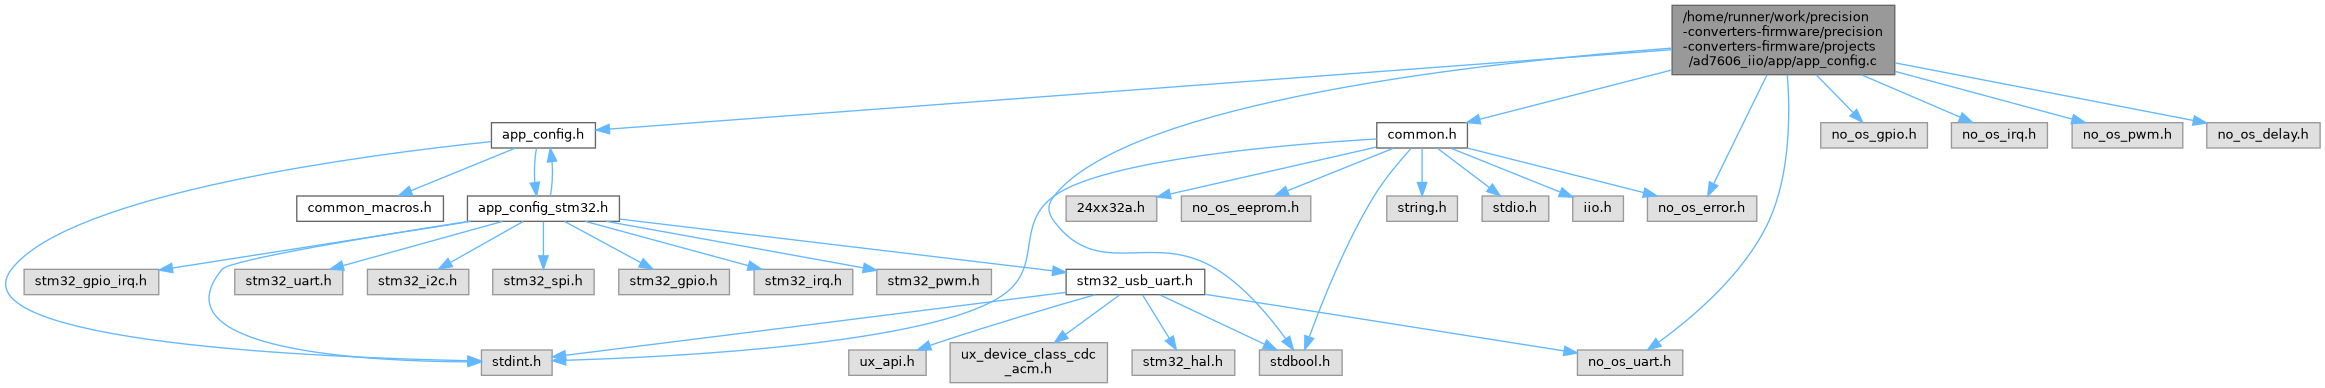 /home/runner/work/precision
-converters-firmware/precision
-converters-firmware/projects
/ad7606_iio/app/app_config.c
app_config.h
common.h
no_os_gpio.h
no_os_irq.h
no_os_pwm.h
no_os_delay.h
common_macros.h
app_config_stm32.h
24xx32a.h
no_os_eeprom.h
string.h
stdio.h
iio.h
no_os_error.h
stm32_gpio_irq.h
stm32_uart.h
stm32_i2c.h
stm32_spi.h
stm32_gpio.h
stm32_irq.h
stm32_pwm.h
stm32_usb_uart.h
stdint.h
ux_api.h
ux_device_class_cdc
_acm.h
stm32_hal.h
stdbool.h
no_os_uart.h